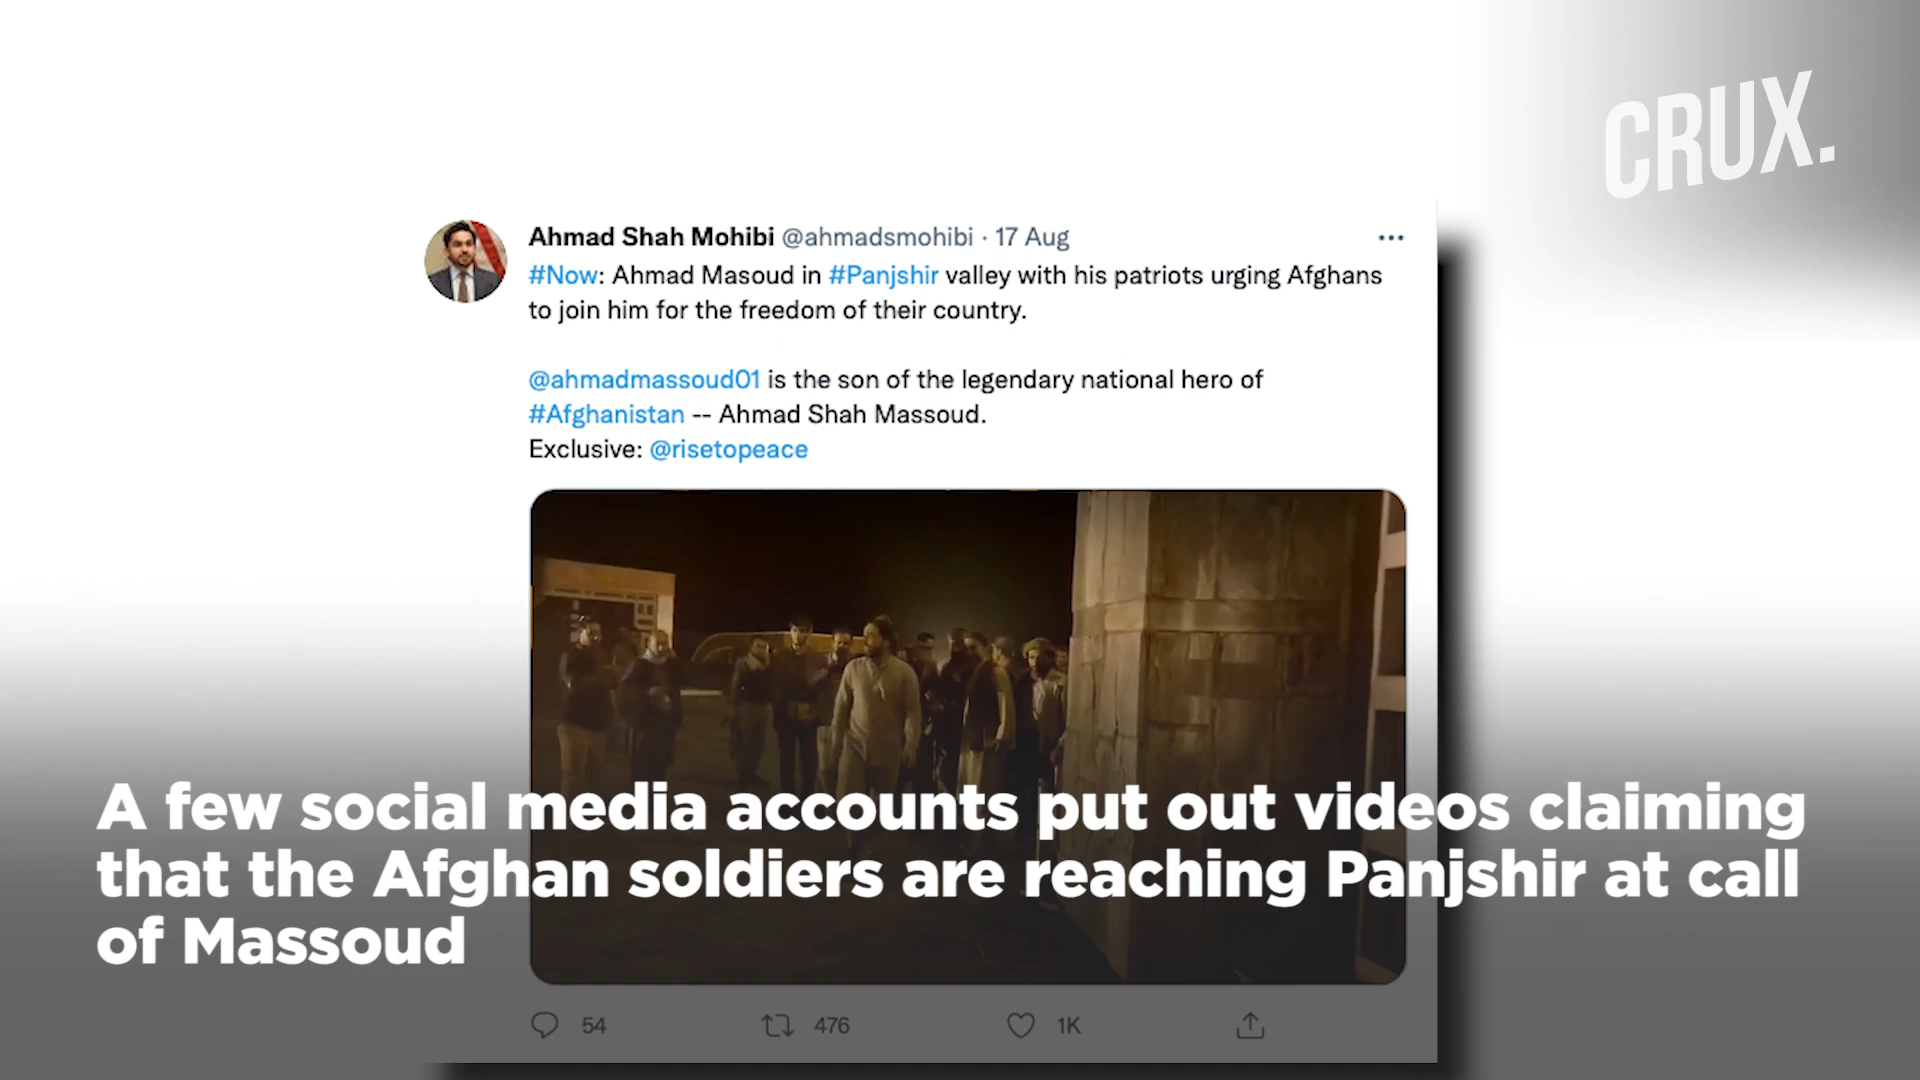 CRUX.
Ahmad Shah Mohibi @ahmadsmohibi · 17 Aug
#Now: Ahmad Masoud in #Panjshir valley with his patriots urging Afghans
to join him for the freedom of their country.
@ahmadmassoud01 is the son of the legendary national hero of
#Afghanistan -- Ahmad Shah Massoud.
Exclusive: @risetopeace
A few social media accounts put out videos claiming
that the Afghan soldiers are reaching Panjshir at call
of Massoud
54 476 1K